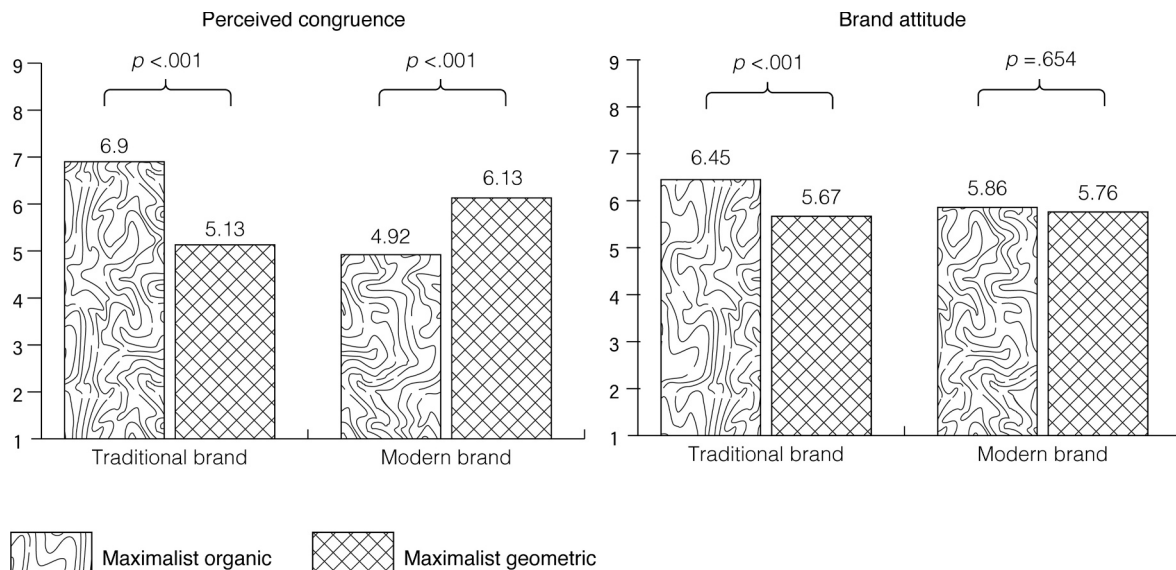 Perceived congruence
9
8
7
6
5
4
3
2
1
p <.001
p <.001
6.9
5.13
4.92
6.13
Traditional brand
Modern brand
Brand attitude
9
8
7
6
5
4
3
2
1
p <.001
p =.654
6.45
5.67
5.86
5.76
Traditional brand
Modern brand
Maximalist organic
Maximalist geometric